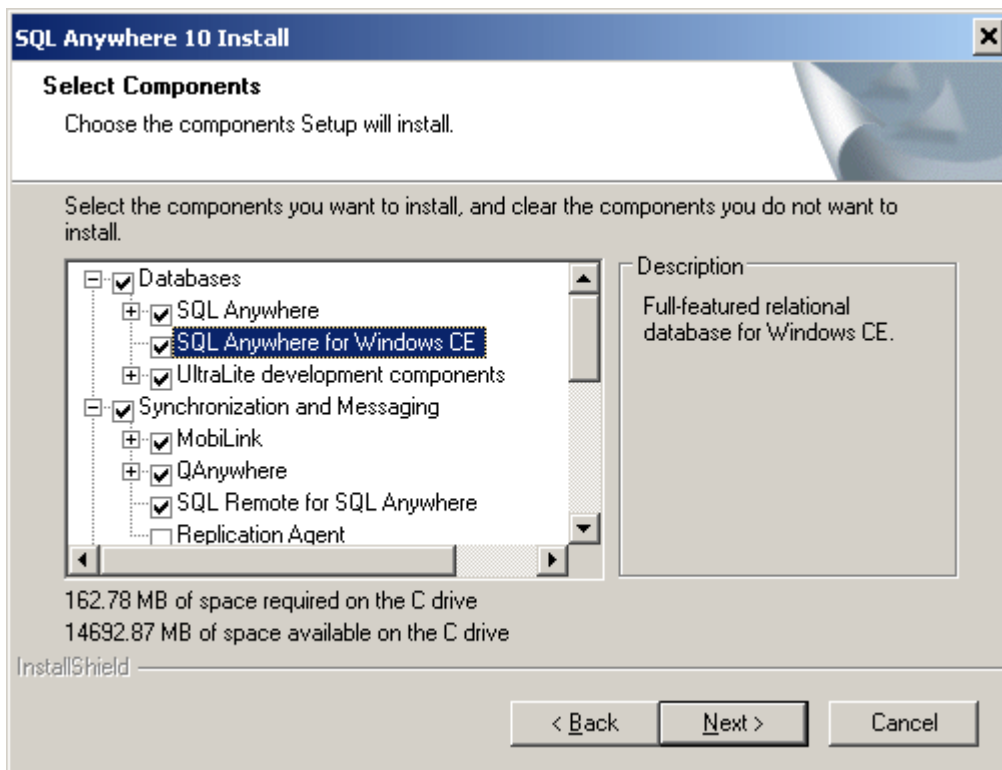 SQL Anywhere 10 Install
Select Components
Choose the components Setup will install.
Select the components you want to install, and clear the components you do not want to
install.
Databases
SQL Anywhere
SQL Anywhere for Windows CE
UltraLite development components
Synchronization and Messaging
MobiLink
QAnywhere
SQL Remote for SQL Anywhere
Replication Agent
Description
Full-featured relational
database for Windows CE.
162.78 MB of space required on the C drive
14692.87 MB of space available on the C drive
InstallShield
< Back
Next >
Cancel